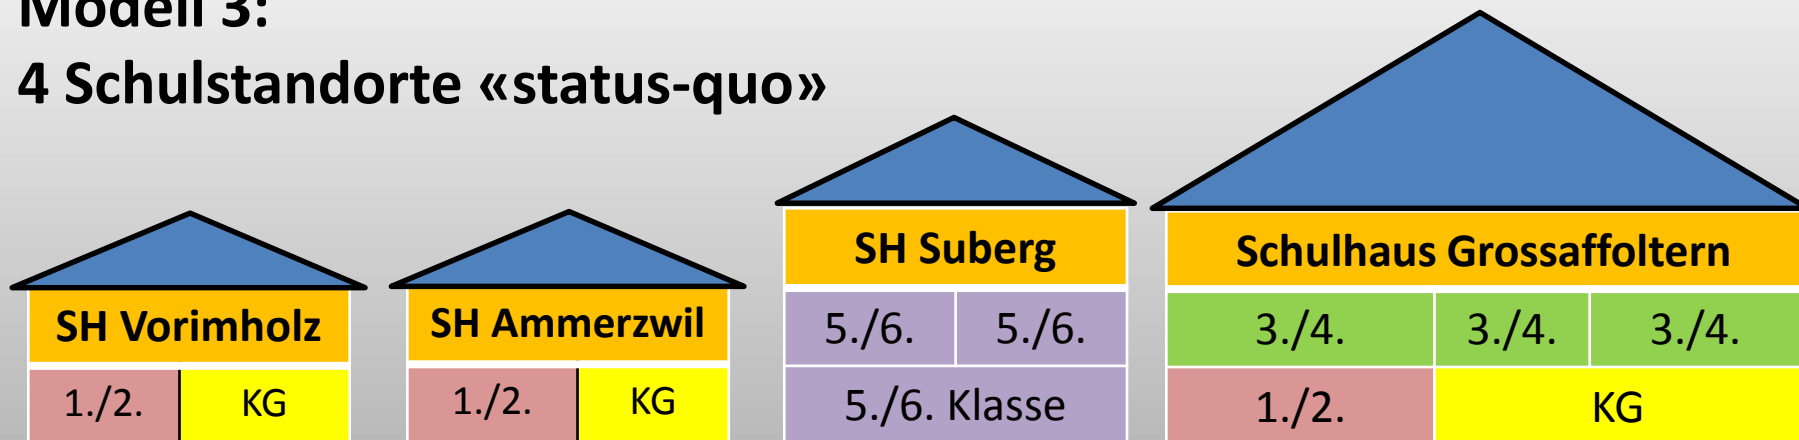 Modell 3:
4 Schulstandorte «status-quo»
SH Vorimholz
1./2. KG
SH Ammerzwil
1./2. KG
SH Suberg
5./6. 5./6.
5./6. Klasse
Schulhaus Grossaffoltern
3./4. 3./4. 3./4.
1./2. KG